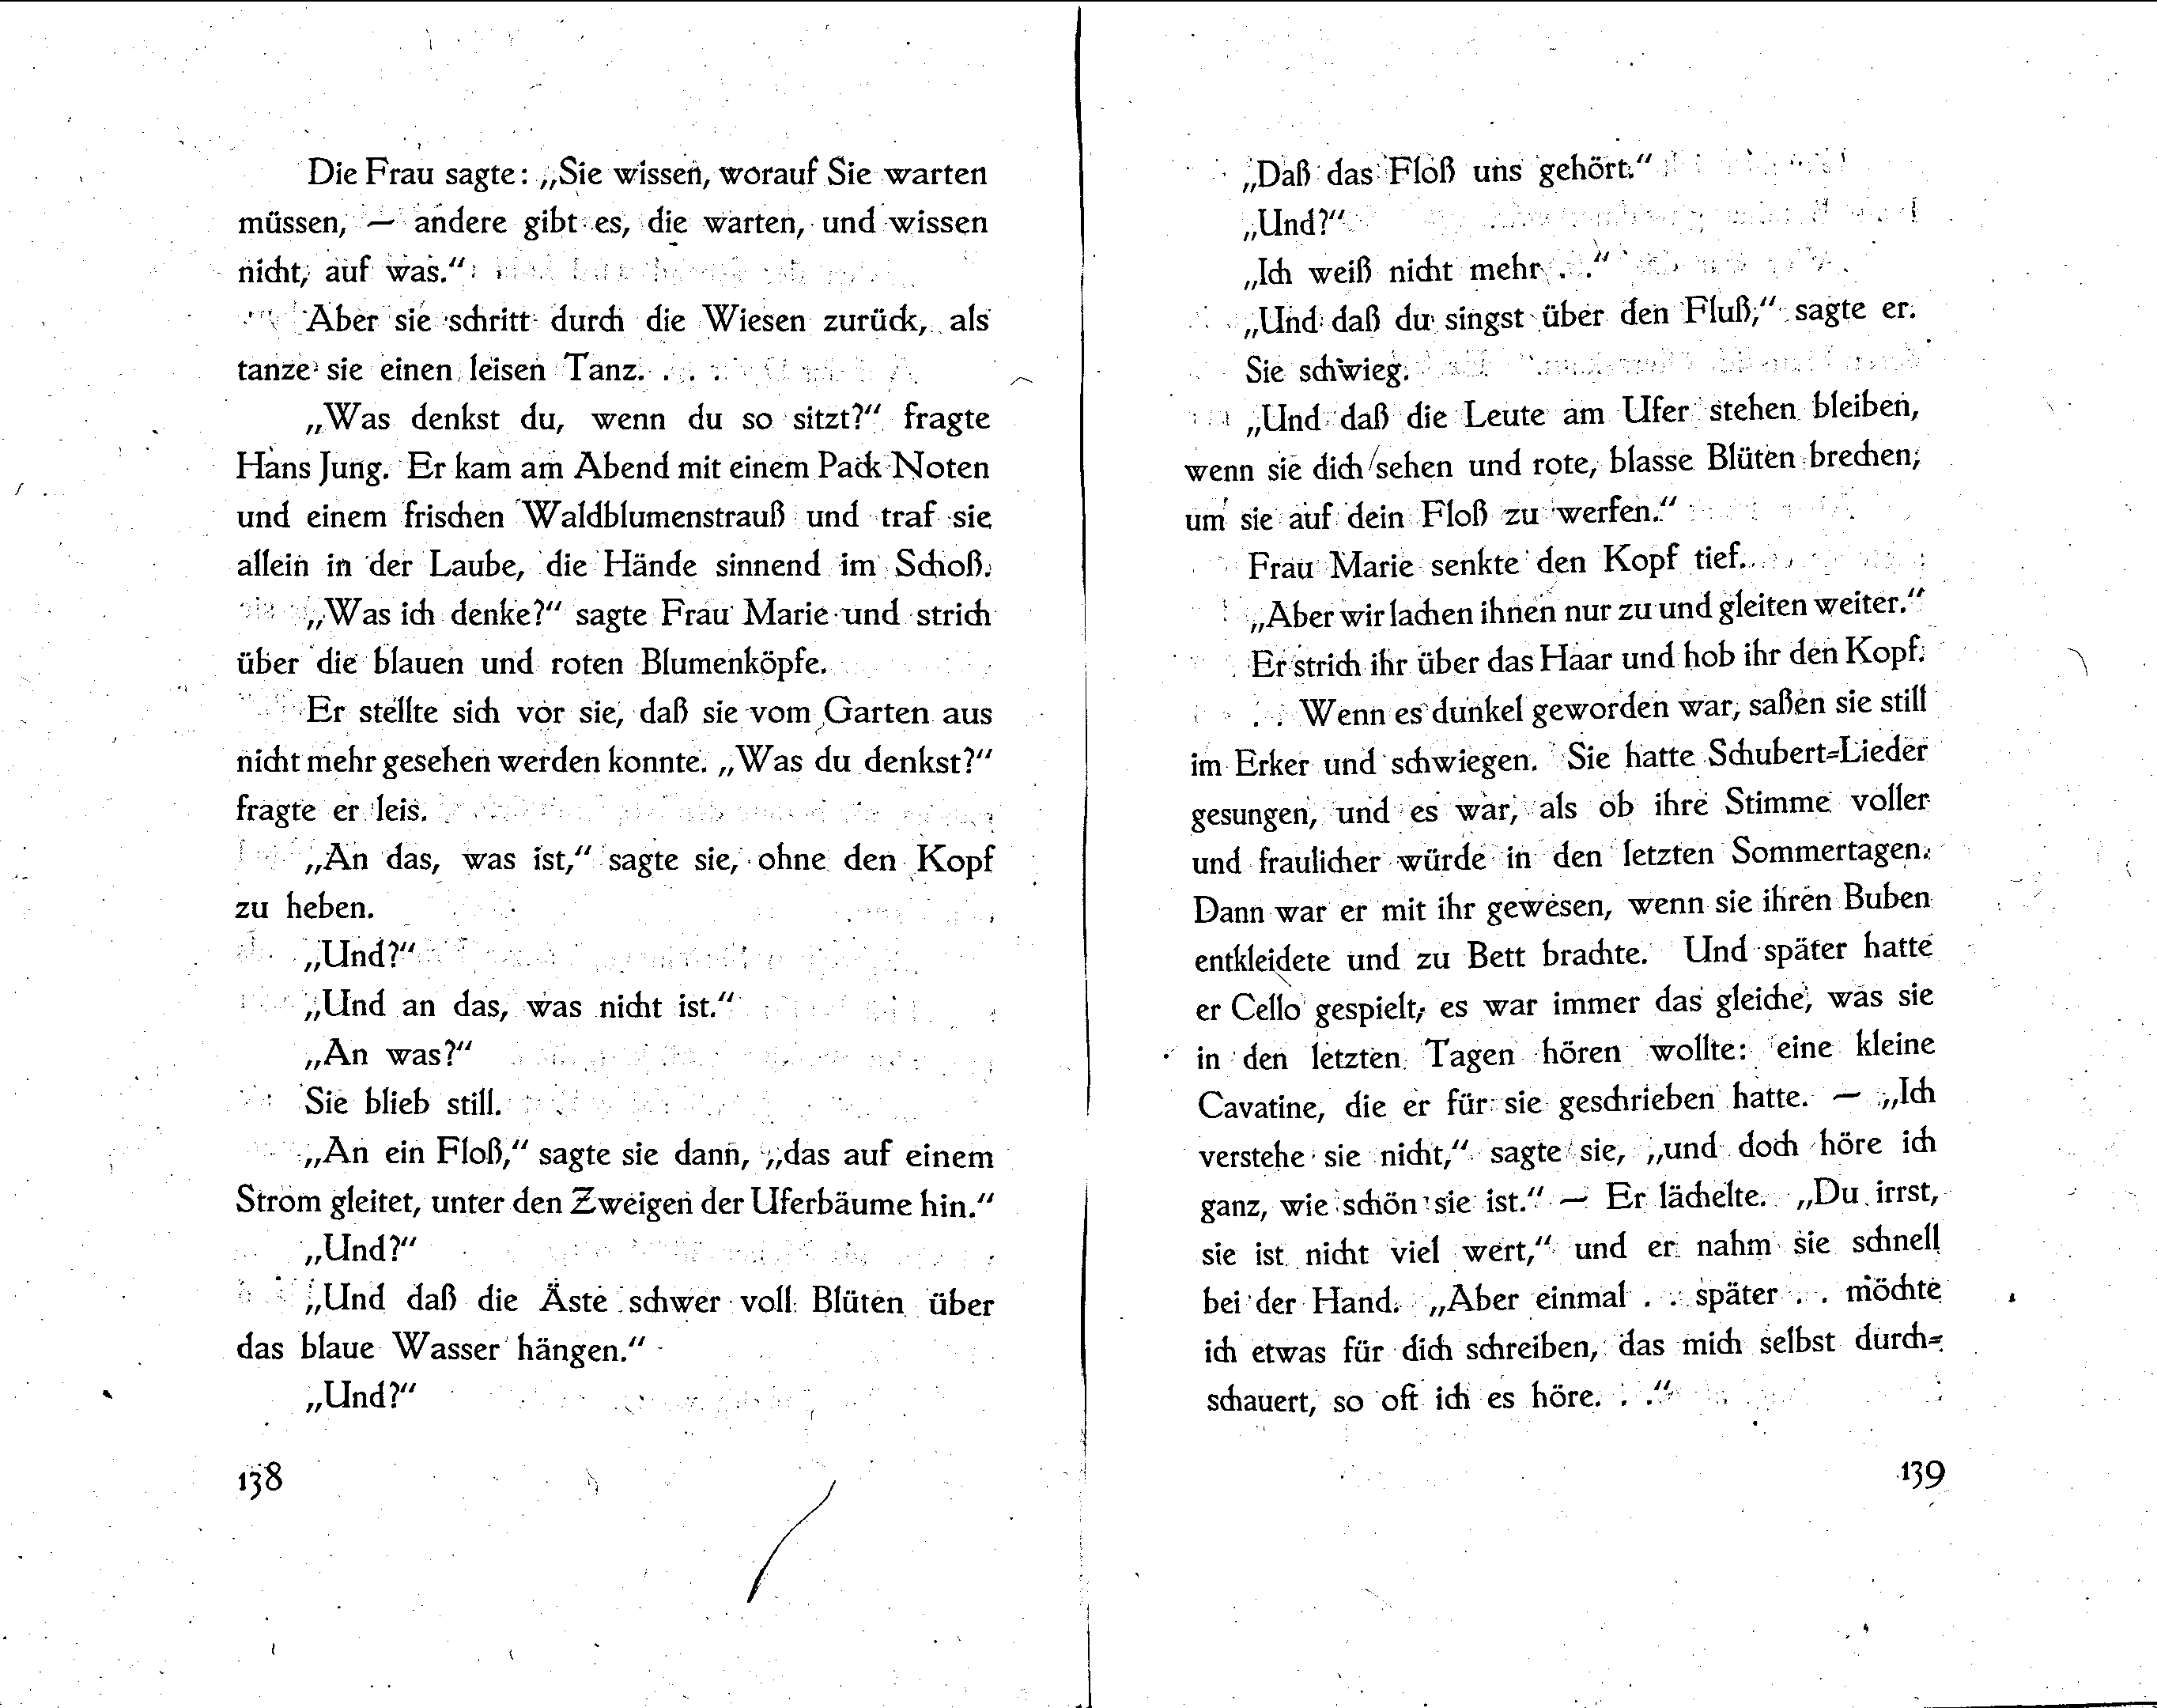 Die Frau sagte: „Sie wissen, worauf Sie warten
müssen, — andere gibt es, die warten, und wissen
nicht, auf was.“
Aber sie schritt durch die Wiesen zurück, als
tanze sie einen leisen Tanz. . . .
„Was denkst du, wenn du so sitzt?“ fragte
Hans Jung. Er kam am Abend mit einem Pack Noten
und einem frischen Waldblumenstrauß und traf sie
allein in der Laube, die Hände sinnend im Schoß.
„Was ich denke?“ sagte Frau Marie und strich
über die blauen und roten Blumenköpfe.
Er stellte sich vor sie, daß sie vom Garten aus
nicht mehr gesehen werden konnte. „Was du denkst?“
fragte er leis.
„An das, was ist,“ sagte sie, ohne den Kopf
zu heben.
„Und?“
„Und an das, was nicht ist.“
„An was?“
Sie blieb still.
„An ein Floß,“ sagte sie dann, „das auf einem
Strom gleitet, unter den Zweigen der Uferbäume hin.“
„Und?“
„Und daß die Äste schwer voll Blüten über
das blaue Wasser hängen.“
„Und?“
138
„Daß das Floß uns gehört.“
„Und?“
„Ich weiß nicht mehr . .“
„Und daß du singst über den Fluß,“ sagte er.
Sie schwieg.
„Und daß die Leute am Ufer stehen bleiben,
wenn sie dich sehen und rote, blasse Blüten brechen,
um sie auf dein Floß zu werfen.“
Frau Marie senkte den Kopf tief.
„Aber wir lachen ihnen nur zu und gleiten weiter.“
Er strich ihr über das Haar und hob ihr den Kopf.
. . Wenn es dunkel geworden war, saßen sie still
im Erker und schwiegen. Sie hatte Schubert-Lieder
gesungen, und es war, als ob ihre Stimme voller
und fraulicher würde in den letzten Sommertagen.
Dann war er mit ihr gewesen, wenn sie ihren Buben
entkleidete und zu Bett brachte. Und später hatte
er Cello gespielt, es war immer das gleiche, was sie
in den letzten Tagen hören wollte: eine kleine
Cavatine, die er für sie geschrieben hatte. — „Ich
verstehe sie nicht,“ sagte sie, „und doch höre ich
ganz, wie schön sie ist.“ — Er lächelte. „Du irrst,
sie ist nicht viel wert,“ und er nahm sie schnell
bei der Hand. „Aber einmal . . später . . möchte
ich etwas für dich schreiben, das mich selbst durch-
schauert, so oft ich es höre. . .“
139